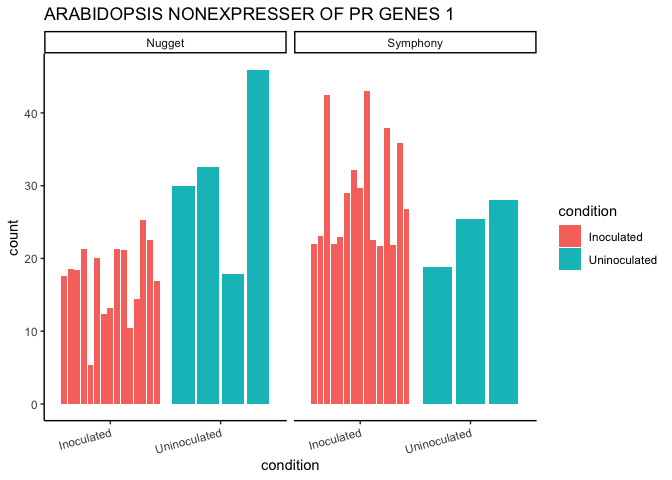 ARABIDOPSIS NONEXPRESSER OF PR GENES 1
Nugget
Symphony
count
40
30
20
10
0
condition
Inoculated
Uninoculated
Inoculated
Uninoculated
Inoculated
Uninoculated
condition